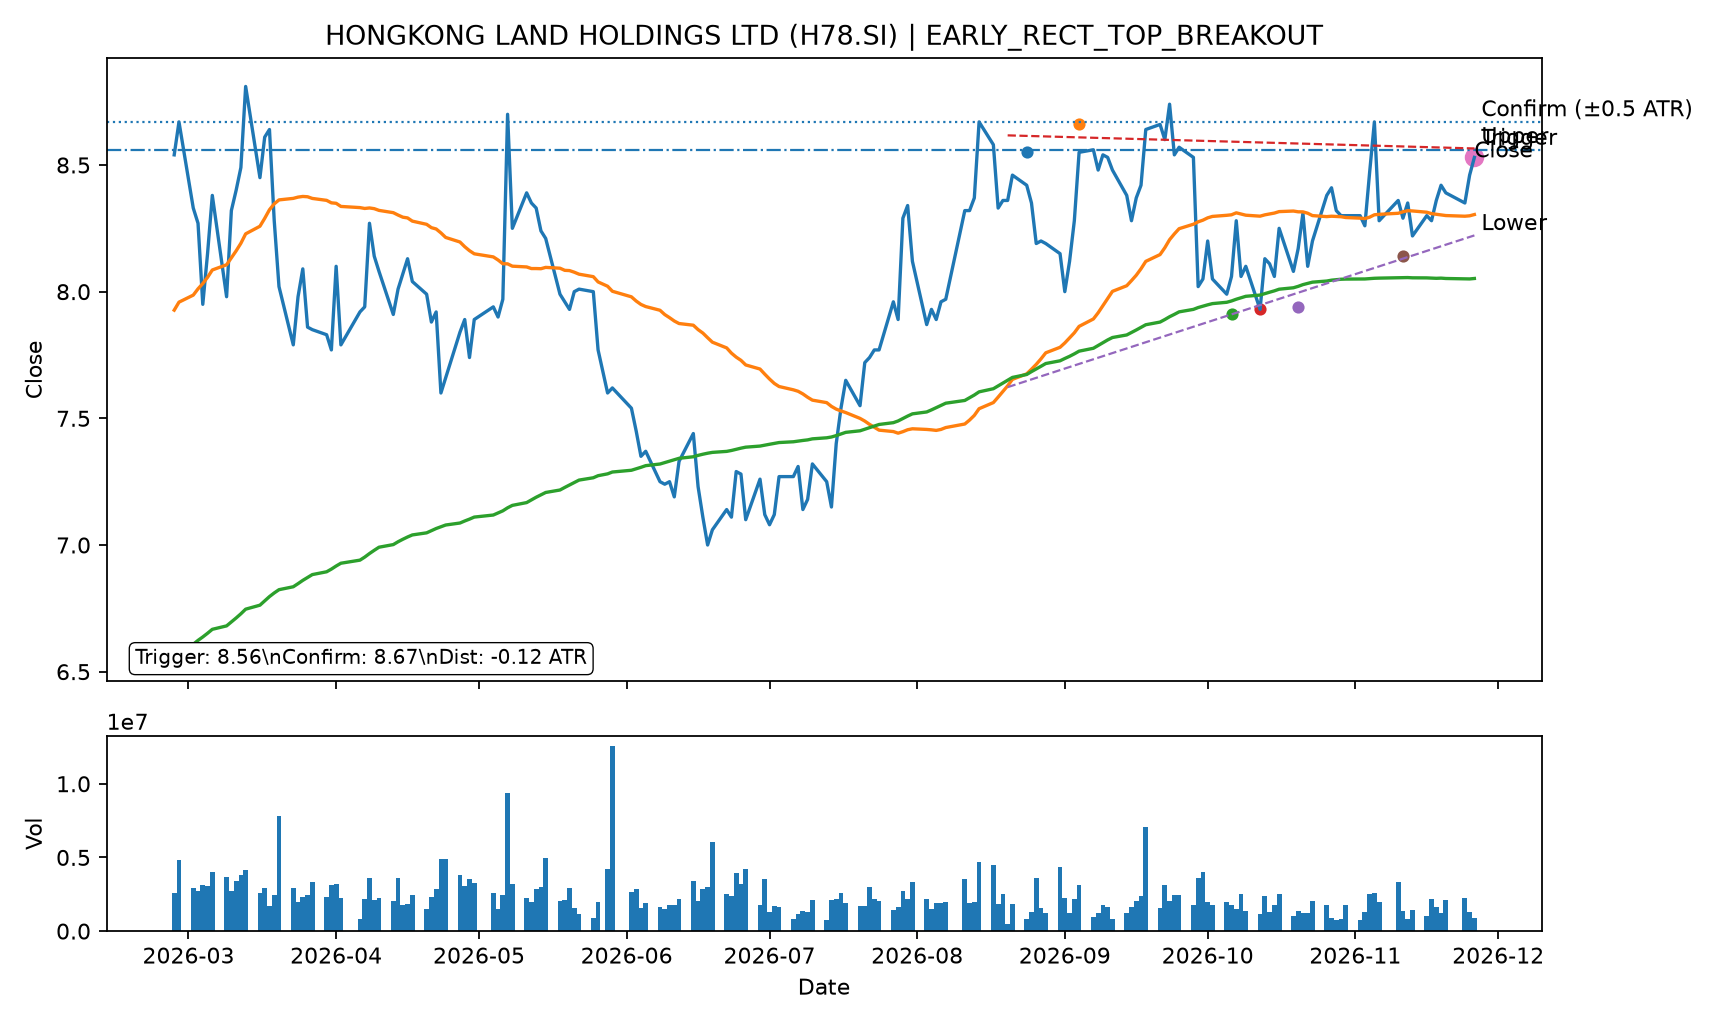 HONGKONG LAND HOLDINGS LTD (H78.SI) | EARLY_RECT_TOP_BREAKOUT
Confirm (±0.5 ATR)
Upper
Trigger
Close
Lower
8.5
8.0
7.5
7.0
6.5
Close
Trigger: 8.56\nConfirm: 8.67\nDist: -0.12 ATR
1e7
1.0
0.5
0.0
Vol
2026-03 2026-04 2026-05 2026-06 2026-07 2026-08 2026-09 2026-10 2026-11 2026-12
Date